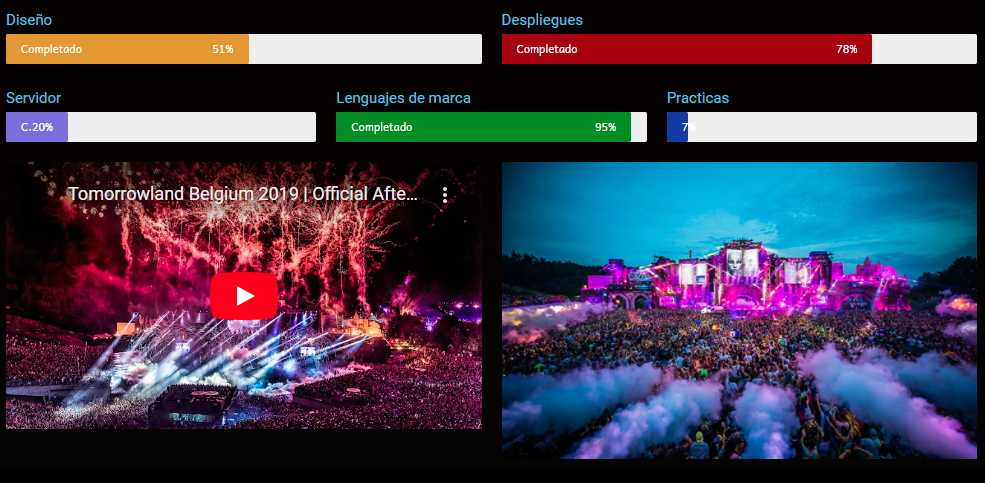 Diseño
Despliegues
Completado 51%
Completado 78%
Servidor
Lenguajes de marca
Practicas
C.20%
Completado 95%
7%
Tomorrowland Belgium 2019 | Official Afte...